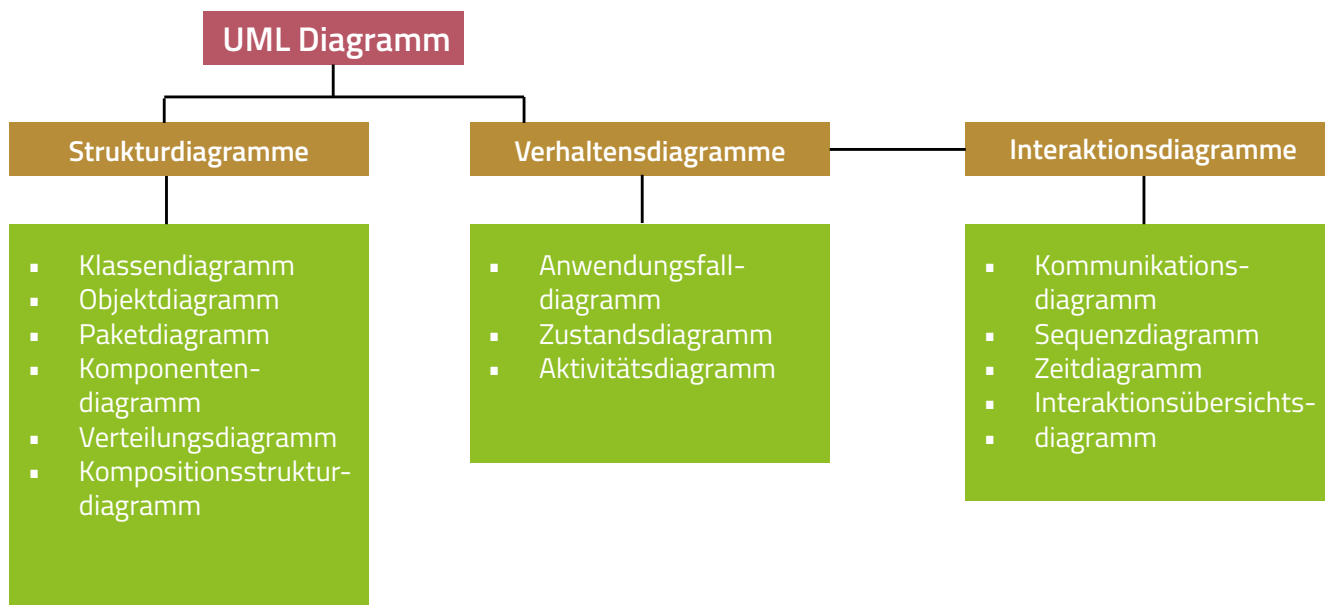 UML Diagramm
Strukturdiagramme
▪ Klassendiagramm
▪ Objektdiagramm
▪ Paketdiagramm
▪ Komponenten-
diagramm
▪ Verteilungsdiagramm
▪ Kompositionsstruktur-
diagramm
Verhaltensdiagramme
▪ Anwendungsfall-
diagramm
▪ Zustandsdiagramm
▪ Aktivitätsdiagramm
Interaktionsdiagramme
▪ Kommunikations-
diagramm
▪ Sequenzdiagramm
▪ Zeitdiagramm
▪ Interaktionsübersichts-
▪ diagramm